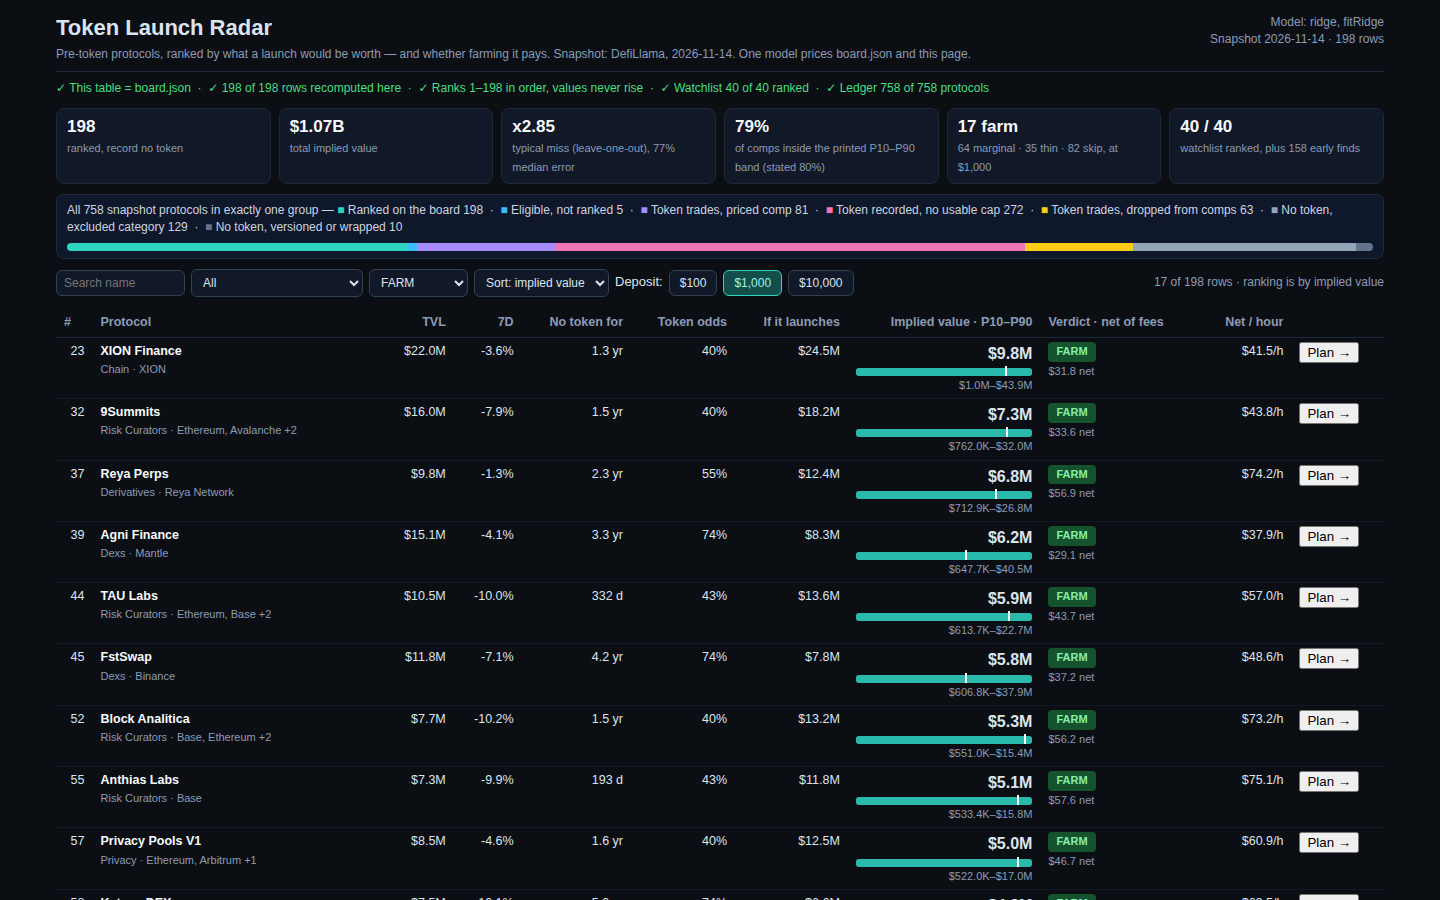 Token Launch Radar
Model: ridge, fitRidge
Pre-token protocols, ranked by what a launch would be worth — and whether farming it pays. Snapshot: DefiLlama, 2026-11-14. One model prices board.json and this page.
Snapshot 2026-11-14 · 198 rows
✓ This table = board.json · ✓ 198 of 198 rows recomputed here · ✓ Ranks 1–198 in order, values never rise · ✓ Watchlist 40 of 40 ranked · ✓ Ledger 758 of 758 protocols
198
ranked, record no token
$1.07B
total implied value
x2.85
typical miss (leave-one-out), 77%
median error
79%
of comps inside the printed P10–P90
band (stated 80%)
17 farm
64 marginal · 35 thin · 82 skip, at
$1,000
40 / 40
watchlist ranked, plus 158 early finds
All 758 snapshot protocols in exactly one group — ■ Ranked on the board 198 · ■ Eligible, not ranked 5 · ■ Token trades, priced comp 81 · ■ Token recorded, no usable cap 272 · ■ Token trades, dropped from comps 63 · ■ No token,
excluded category 129 · ■ No token, versioned or wrapped 10
Search name All FARM Sort: implied value Deposit: $100 $1,000 $10,000 17 of 198 rows · ranking is by implied value
# Protocol TVL 7D No token for Token odds If it launches Implied value · P10–P90 Verdict · net of fees Net / hour
23 XION Finance $22.0M -3.6% 1.3 yr 40% $24.5M $9.8M FARM $41.5/h Plan →
Chain · XION $31.8 net
$1.0M–$43.9M
32 9Summits $16.0M -7.9% 1.5 yr 40% $18.2M $7.3M FARM $43.8/h Plan →
Risk Curators · Ethereum, Avalanche +2 $33.6 net
$762.0K–$32.0M
37 Reya Perps $9.8M -1.3% 2.3 yr 55% $12.4M $6.8M FARM $74.2/h Plan →
Derivatives · Reya Network $56.9 net
$712.9K–$26.8M
39 Agni Finance $15.1M -4.1% 3.3 yr 74% $8.3M $6.2M FARM $37.9/h Plan →
Dexs · Mantle $29.1 net
$647.7K–$40.5M
44 TAU Labs $10.5M -10.0% 332 d 43% $13.6M $5.9M FARM $57.0/h Plan →
Risk Curators · Ethereum, Base +2 $43.7 net
$613.7K–$22.7M
45 FstSwap $11.8M -7.1% 4.2 yr 74% $7.8M $5.8M FARM $48.6/h Plan →
Dexs · Binance $37.2 net
$606.8K–$37.9M
52 Block Analitica $7.7M -10.2% 1.5 yr 40% $13.2M $5.3M FARM $73.2/h Plan →
Risk Curators · Base, Ethereum +2 $56.2 net
$551.0K–$15.4M
55 Anthias Labs $7.3M -9.9% 193 d 43% $11.8M $5.1M FARM $75.1/h Plan →
Risk Curators · Base $57.6 net
$533.4K–$15.8M
57 Privacy Pools V1 $8.5M -4.6% 1.6 yr 40% $12.5M $5.0M FARM $60.9/h Plan →
Privacy · Ethereum, Arbitrum +1 $46.7 net
$522.0K–$17.0M